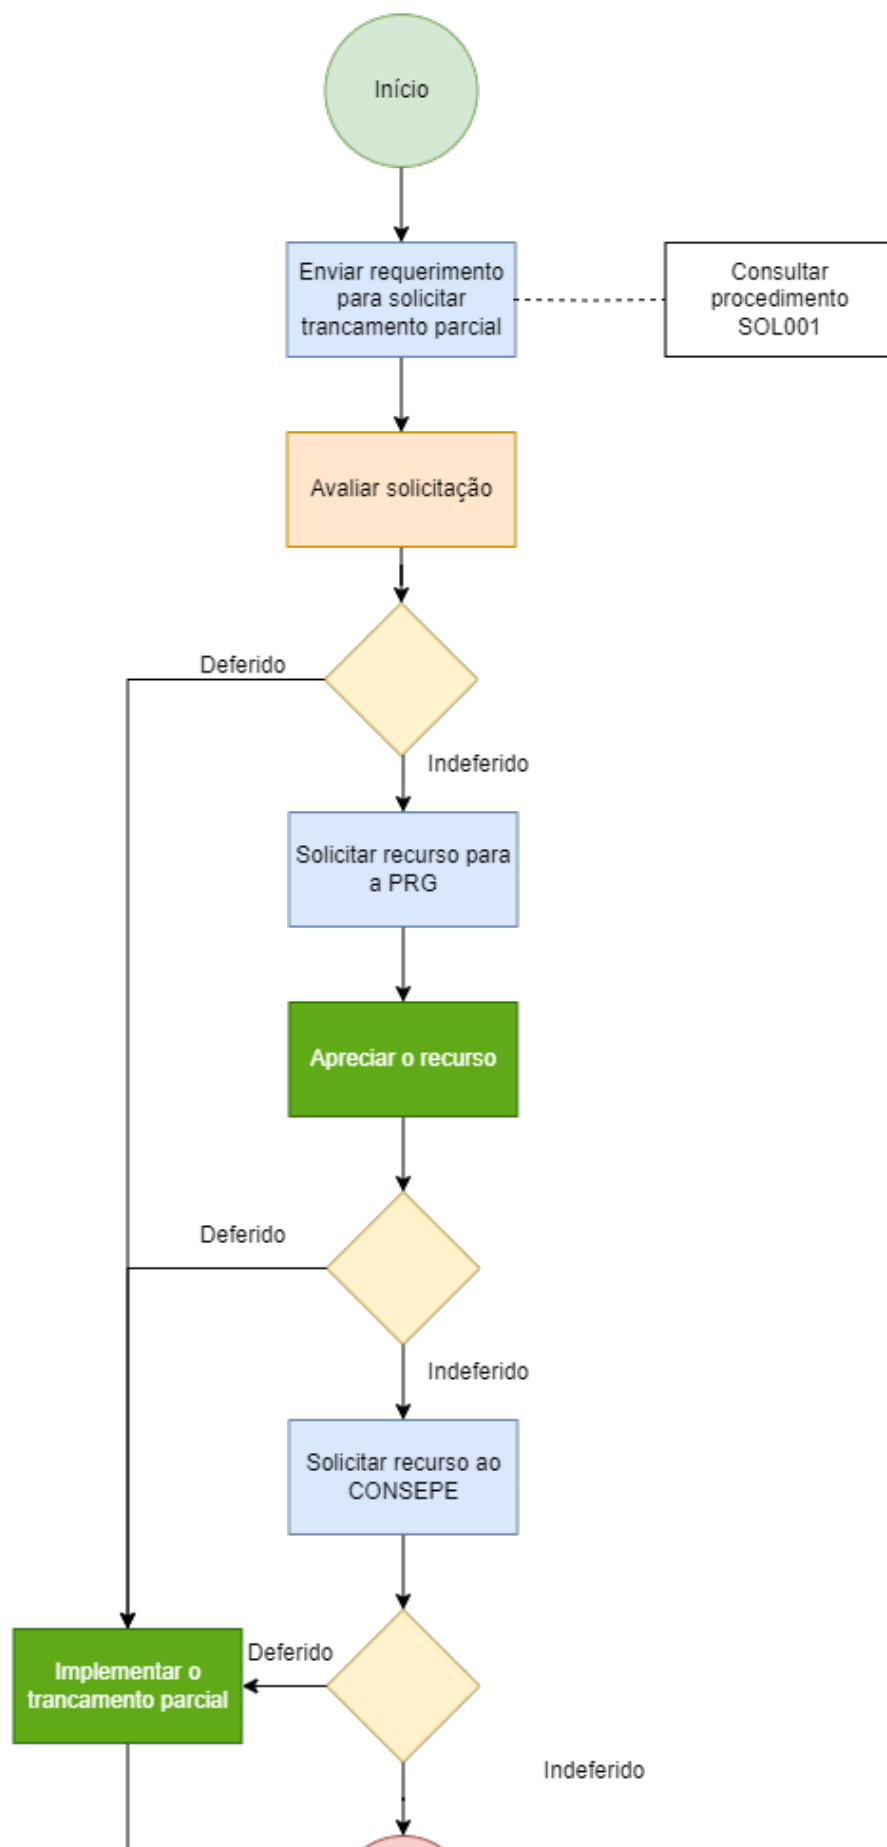 Início
Enviar requerimento
para solicitar
trancamento parcial
Consultar
procedimento
SOL001
Avaliar solicitação
Deferido
Indeferido
Solicitar recurso para
a PRG
Apreciar o recurso
Deferido
Indeferido
Solicitar recurso ao
CONSEPE
Implementar o
trancamento parcial
Deferido
Indeferido